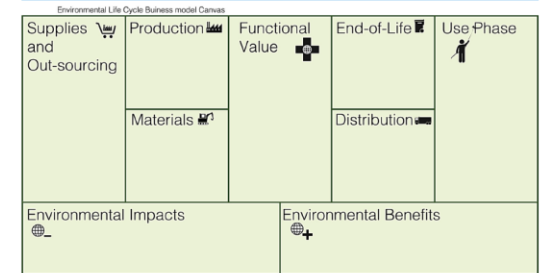 Environmental Life Cycle Buiness model Canvas
Supplies
and
Out-sourcing
Production
Materials
Functional
Value
End-of-Life
Distribution
Use Phase
Environmental Impacts
Environmental Benefits